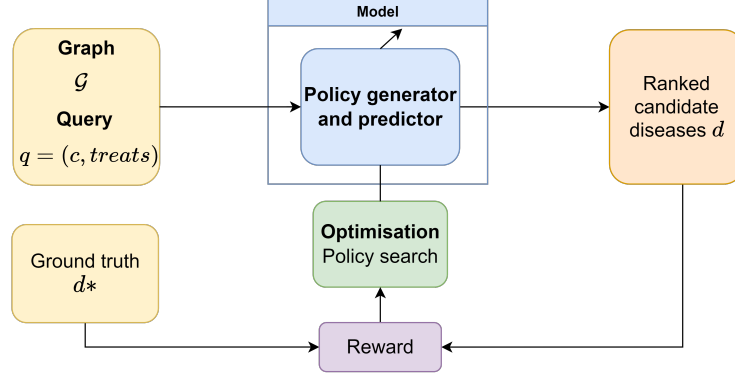 Model
Graph
𝒢
Query
q = (c, treats)
Policy generator
and predictor
Ranked
candidate
diseases d
Optimisation
Policy search
Ground truth
d*
Reward